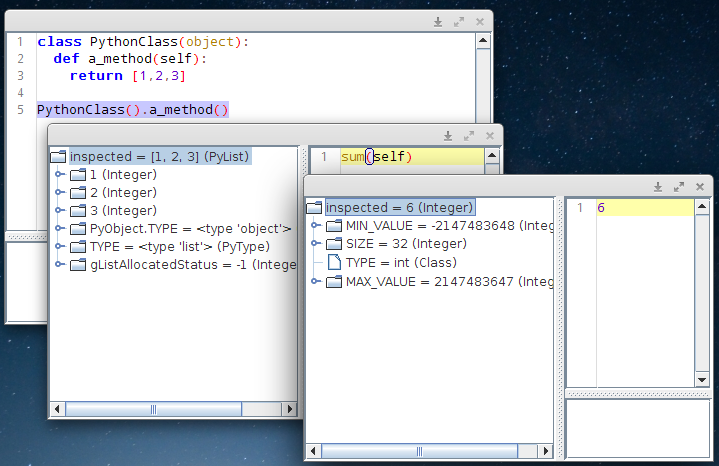 1 class PythonClass(object):
2 def a_method(self):
3 return [1,2,3]
4
5 PythonClass().a_method()
inspected = [1, 2, 3] (PyList)
1 (Integer)
2 (Integer)
3 (Integer)
PyObject.TYPE = <type 'object'>
TYPE = <type 'list'> (PyType)
gListAllocatedStatus = -1 (Intege
1 sum(self)
inspected = 6 (Integer)
MIN_VALUE = -2147483648 (Integ
SIZE = 32 (Integer)
TYPE = int (Class)
MAX_VALUE = 2147483647 (Integ
1 6